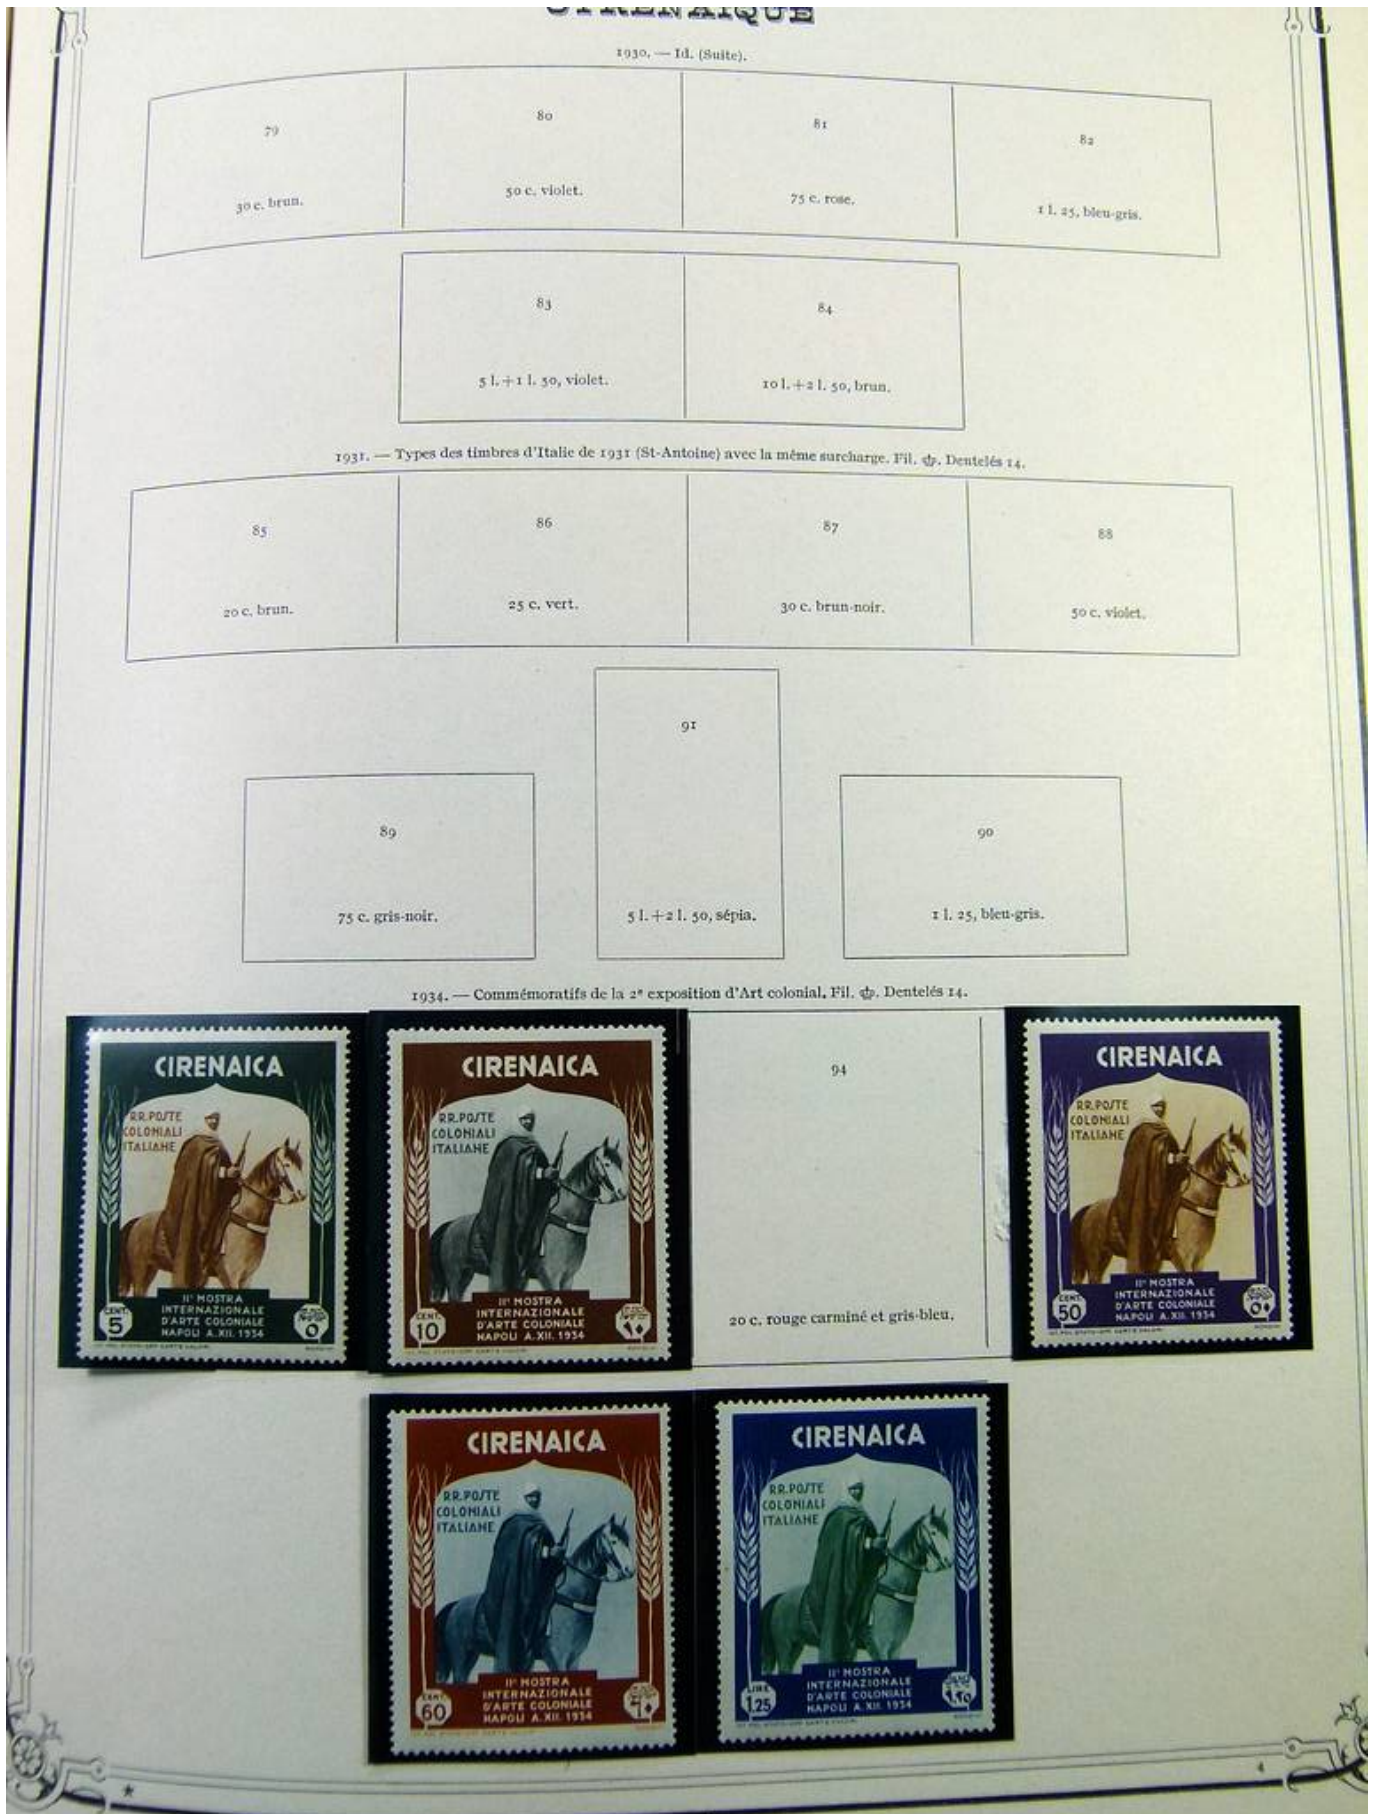 CYRENAÏQUE
1930. — Id. (Suite).
79
80
81
82
30 c. brun.
50 c. violet.
75 c. rose.
1 l. 25, bleu-gris.
83
84
5 l.+1 l. 50, violet.
10 l.+2 l. 50, brun.
1931. — Types des timbres d'Italie de 1931 (St-Antoine) avec la même surcharge. Fil. Dentelés 14.
85
86
87
88
20 c. brun.
25 c. vert.
30 c. brun-noir.
50 c. violet.
91
89
90
75 c. gris-noir.
5 l.+2 l. 50, sépia.
1 l. 25, bleu-gris.
1934. — Commémoratifs de la 2e exposition d'Art colonial. Fil. Dentelés 14.
CIRENAICA
R.R.POSTE
COLONIALI
ITALIANE
II MOSTRA
INTERNAZIONALE
D'ARTE COLONIALE
NAPOLI A.XII. 1934
CENT.
5
٥
CIRENAICA
R.R.POSTE
COLONIALI
ITALIANE
II MOSTRA
INTERNAZIONALE
D'ARTE COLONIALE
NAPOLI A.XII. 1934
CENT.
10
١٠
94
20 c. rouge carminé et gris-bleu.
CIRENAICA
R.R.POSTE
COLONIALI
ITALIANE
II MOSTRA
INTERNAZIONALE
D'ARTE COLONIALE
NAPOLI A.XII. 1934
CENT.
50
٥٠
CIRENAICA
R.R.POSTE
COLONIALI
ITALIANE
II MOSTRA
INTERNAZIONALE
D'ARTE COLONIALE
NAPOLI A.XII. 1934
CENT.
60
٦٠
CIRENAICA
R.R.POSTE
COLONIALI
ITALIANE
II MOSTRA
INTERNAZIONALE
D'ARTE COLONIALE
NAPOLI A.XII. 1934
LIRE
1.25
4